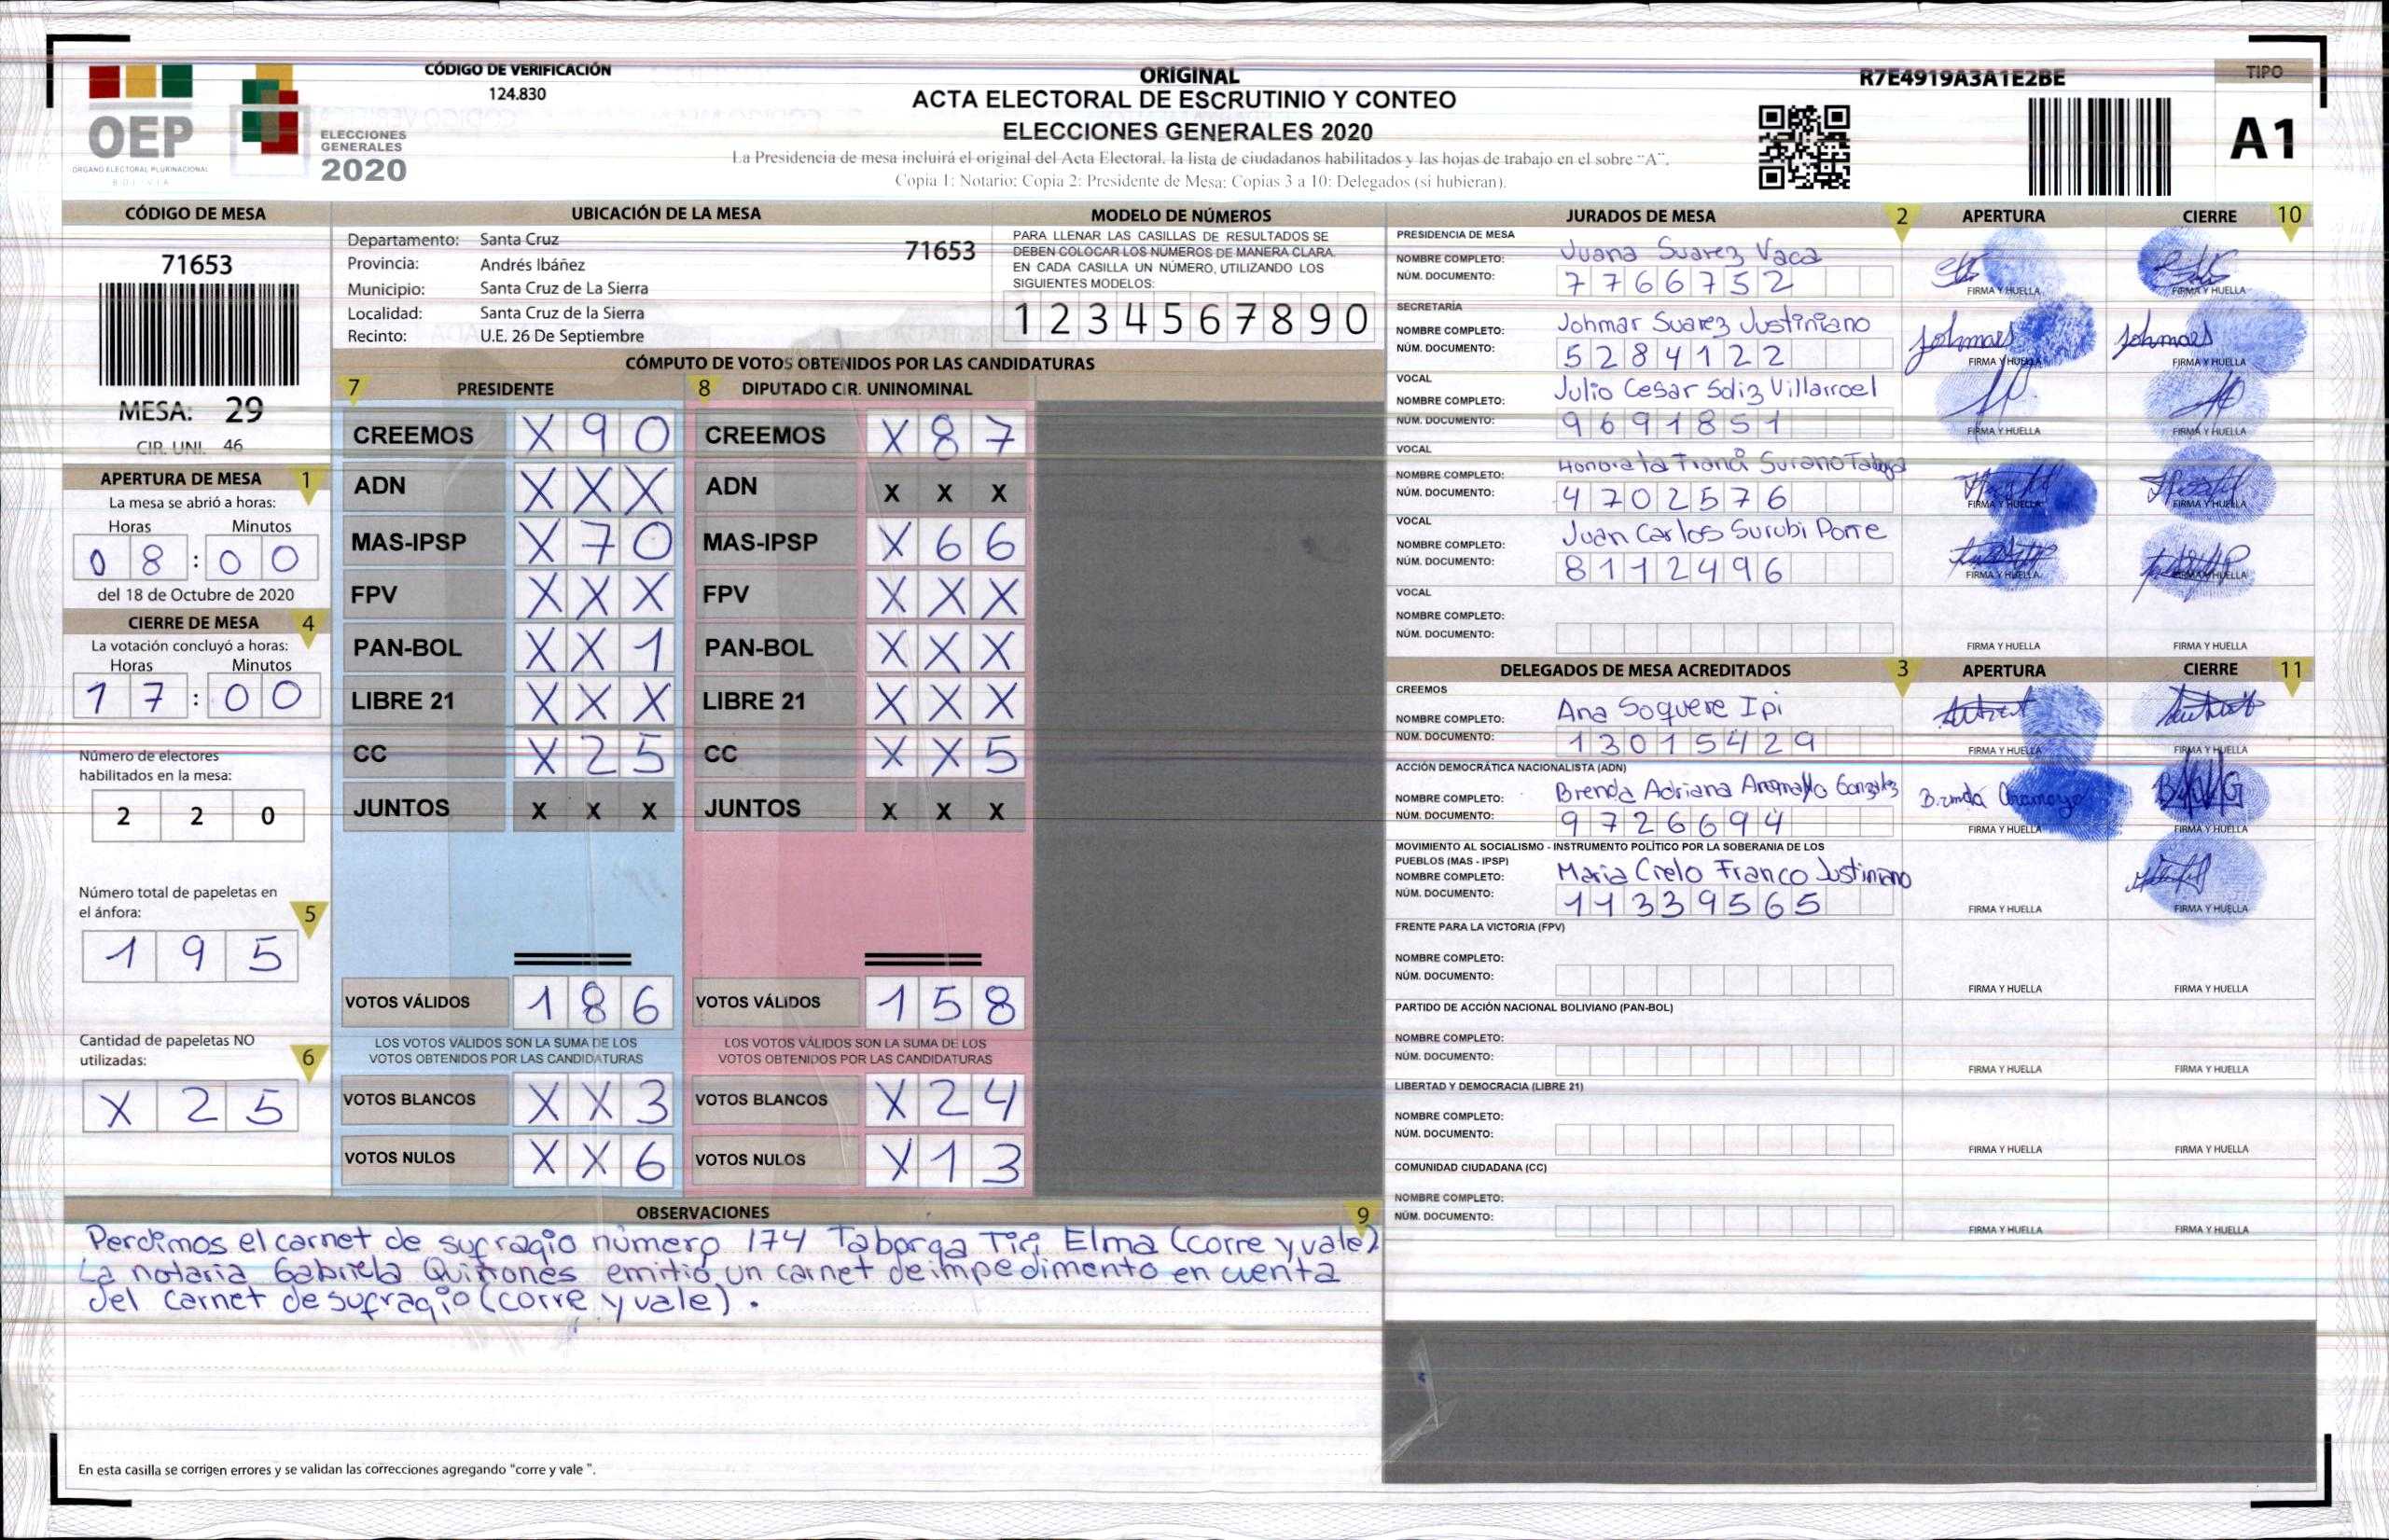 CÓDIGO DE VERIFICACIÓN
124.830
OEP
ORGANO ELECTORAL PLURINACIONAL
BOLIVIA
ELECCIONES
GENERALES
2020
ORIGINAL
ACTA ELECTORAL DE ESCRUTINIO Y CONTEO
ELECCIONES GENERALES 2020
La Presidencia de mesa incluirá el original del Acta Electoral, la lista de ciudadanos habilitados y las hojas de trabajo en el sobre "A".
Copia 1: Notario; Copia 2: Presidente de Mesa; Copias 3 a 10: Delegados (si hubieran).
R7E4919A3A1E2BE
TIPO
A1
CÓDIGO DE MESA
71653
MESA: 29
CIR. UNI. 46
APERTURA DE MESA 1
La mesa se abrió a horas:
Horas Minutos
0 8 : 0 0
del 18 de Octubre de 2020
CIERRE DE MESA 4
La votación concluyó a horas:
Horas Minutos
1 7 : 0 0
Número de electores
habilitados en la mesa:
2 2 0
Número total de papeletas en
el ánfora: 5
1 9 5
Cantidad de papeletas NO
utilizadas: 6
X 2 5
UBICACIÓN DE LA MESA
Departamento: Santa Cruz 71653
Provincia: Andrés Ibáñez
Municipio: Santa Cruz de La Sierra
Localidad: Santa Cruz de la Sierra
Recinto: U.E. 26 De Septiembre
MODELO DE NÚMEROS
PARA LLENAR LAS CASILLAS DE RESULTADOS SE
DEBEN COLOCAR LOS NÚMEROS DE MANERA CLARA.
EN CADA CASILLA UN NÚMERO, UTILIZANDO LOS
SIGUIENTES MODELOS:
1 2 3 4 5 6 7 8 9 0
CÓMPUTO DE VOTOS OBTENIDOS POR LAS CANDIDATURAS
7 PRESIDENTE 8 DIPUTADO CIR. UNINOMINAL
CREEMOS X 9 0 CREEMOS X 8 7
ADN X X X ADN X X X
MAS-IPSP X 7 0 MAS-IPSP X 6 6
FPV X X X FPV X X X
PAN-BOL X X 1 PAN-BOL X X X
LIBRE 21 X X X LIBRE 21 X X X
CC X 2 5 CC X X 5
JUNTOS X X X JUNTOS X X X
VOTOS VÁLIDOS 1 8 6 VOTOS VÁLIDOS 1 5 8
LOS VOTOS VÁLIDOS SON LA SUMA DE LOS LOS VOTOS VÁLIDOS SON LA SUMA DE LOS
VOTOS OBTENIDOS POR LAS CANDIDATURAS VOTOS OBTENIDOS POR LAS CANDIDATURAS
VOTOS BLANCOS X X 3 VOTOS BLANCOS X 2 4
VOTOS NULOS X X 6 VOTOS NULOS X 1 3
OBSERVACIONES 9
Perdimos el carnet de sufragio número 174 Taborga Elma (corre y vale)
La notaria Gabriela Quiñones emitió un carnet de impedimento en cuenta
del carnet de sufragio (corre y vale).
En esta casilla se corrigen errores y se validan las correcciones agregando "corre y vale ".
JURADOS DE MESA 2 APERTURA CIERRE 10
PRESIDENCIA DE MESA
NOMBRE COMPLETO: Juana Suarez Vaca
NÚM. DOCUMENTO: 7766752
FIRMA Y HUELLA FIRMA Y HUELLA
SECRETARÍA
NOMBRE COMPLETO: Johmar Suarez Justiniano
NÚM. DOCUMENTO: 5284122
FIRMA Y HUELLA FIRMA Y HUELLA
VOCAL
NOMBRE COMPLETO: Julio Cesar Soliz Villarroel
NÚM. DOCUMENTO: 9691851
FIRMA Y HUELLA FIRMA Y HUELLA
VOCAL
NOMBRE COMPLETO: Honorata
NÚM. DOCUMENTO: 4702576
FIRMA Y HUELLA FIRMA Y HUELLA
VOCAL
NOMBRE COMPLETO: Juan Carlos Surubi Porre
NÚM. DOCUMENTO: 8112496
FIRMA Y HUELLA FIRMA Y HUELLA
VOCAL
NOMBRE COMPLETO:
NÚM. DOCUMENTO:
FIRMA Y HUELLA FIRMA Y HUELLA
DELEGADOS DE MESA ACREDITADOS 3 APERTURA CIERRE 11
CREEMOS
NOMBRE COMPLETO: Ana Soquere Ipi
NÚM. DOCUMENTO: 13015429
FIRMA Y HUELLA FIRMA Y HUELLA
ACCIÓN DEMOCRÁTICA NACIONALISTA (ADN)
NOMBRE COMPLETO: Brenda Adriana
NÚM. DOCUMENTO: 9726694
FIRMA Y HUELLA FIRMA Y HUELLA
MOVIMIENTO AL SOCIALISMO - INSTRUMENTO POLÍTICO POR LA SOBERANIA DE LOS
PUEBLOS (MAS - IPSP)
NOMBRE COMPLETO: Maria Cielo Franco Justiniano
NÚM. DOCUMENTO: 11339565
FIRMA Y HUELLA FIRMA Y HUELLA
FRENTE PARA LA VICTORIA (FPV)
NOMBRE COMPLETO:
NÚM. DOCUMENTO:
FIRMA Y HUELLA FIRMA Y HUELLA
PARTIDO DE ACCIÓN NACIONAL BOLIVIANO (PAN-BOL)
NOMBRE COMPLETO:
NÚM. DOCUMENTO:
FIRMA Y HUELLA FIRMA Y HUELLA
LIBERTAD Y DEMOCRACIA (LIBRE 21)
NOMBRE COMPLETO:
NÚM. DOCUMENTO:
FIRMA Y HUELLA FIRMA Y HUELLA
COMUNIDAD CIUDADANA (CC)
NOMBRE COMPLETO:
NÚM. DOCUMENTO:
FIRMA Y HUELLA FIRMA Y HUELLA